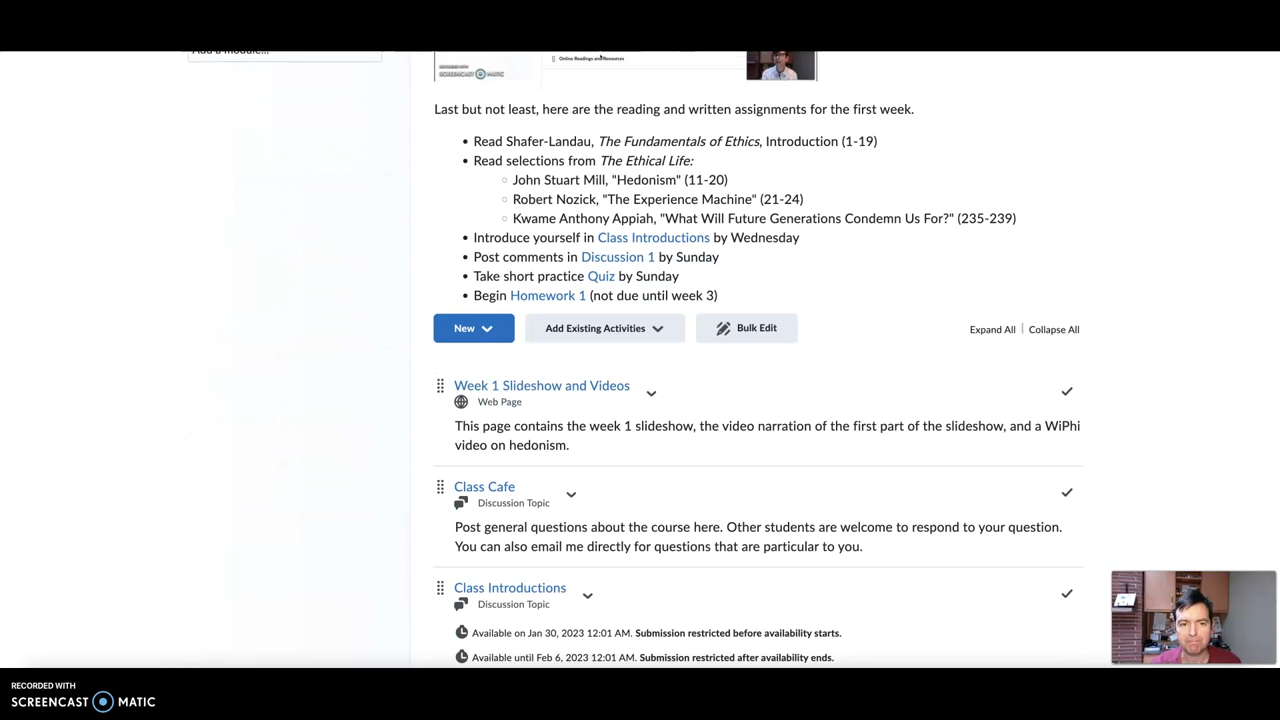 Add a module...
Online Readings and Resources
RECORDED WITH
SCREENCAST MATIC
Last but not least, here are the reading and written assignments for the first week.
• Read Shafer-Landau, The Fundamentals of Ethics, Introduction (1-19)
• Read selections from The Ethical Life:
○ John Stuart Mill, "Hedonism" (11-20)
○ Robert Nozick, "The Experience Machine" (21-24)
○ Kwame Anthony Appiah, "What Will Future Generations Condemn Us For?" (235-239)
• Introduce yourself in Class Introductions by Wednesday
• Post comments in Discussion 1 by Sunday
• Take short practice Quiz by Sunday
• Begin Homework 1 (not due until week 3)
New Add Existing Activities Bulk Edit Expand All | Collapse All
Week 1 Slideshow and Videos
Web Page
This page contains the week 1 slideshow, the video narration of the first part of the slideshow, and a WiPhi
video on hedonism.
Class Cafe
Discussion Topic
Post general questions about the course here. Other students are welcome to respond to your question.
You can also email me directly for questions that are particular to you.
Class Introductions
Discussion Topic
Available on Jan 30, 2023 12:01 AM. Submission restricted before availability starts.
Available until Feb 6, 2023 12:01 AM. Submission restricted after availability ends.
RECORDED WITH
SCREENCAST MATIC